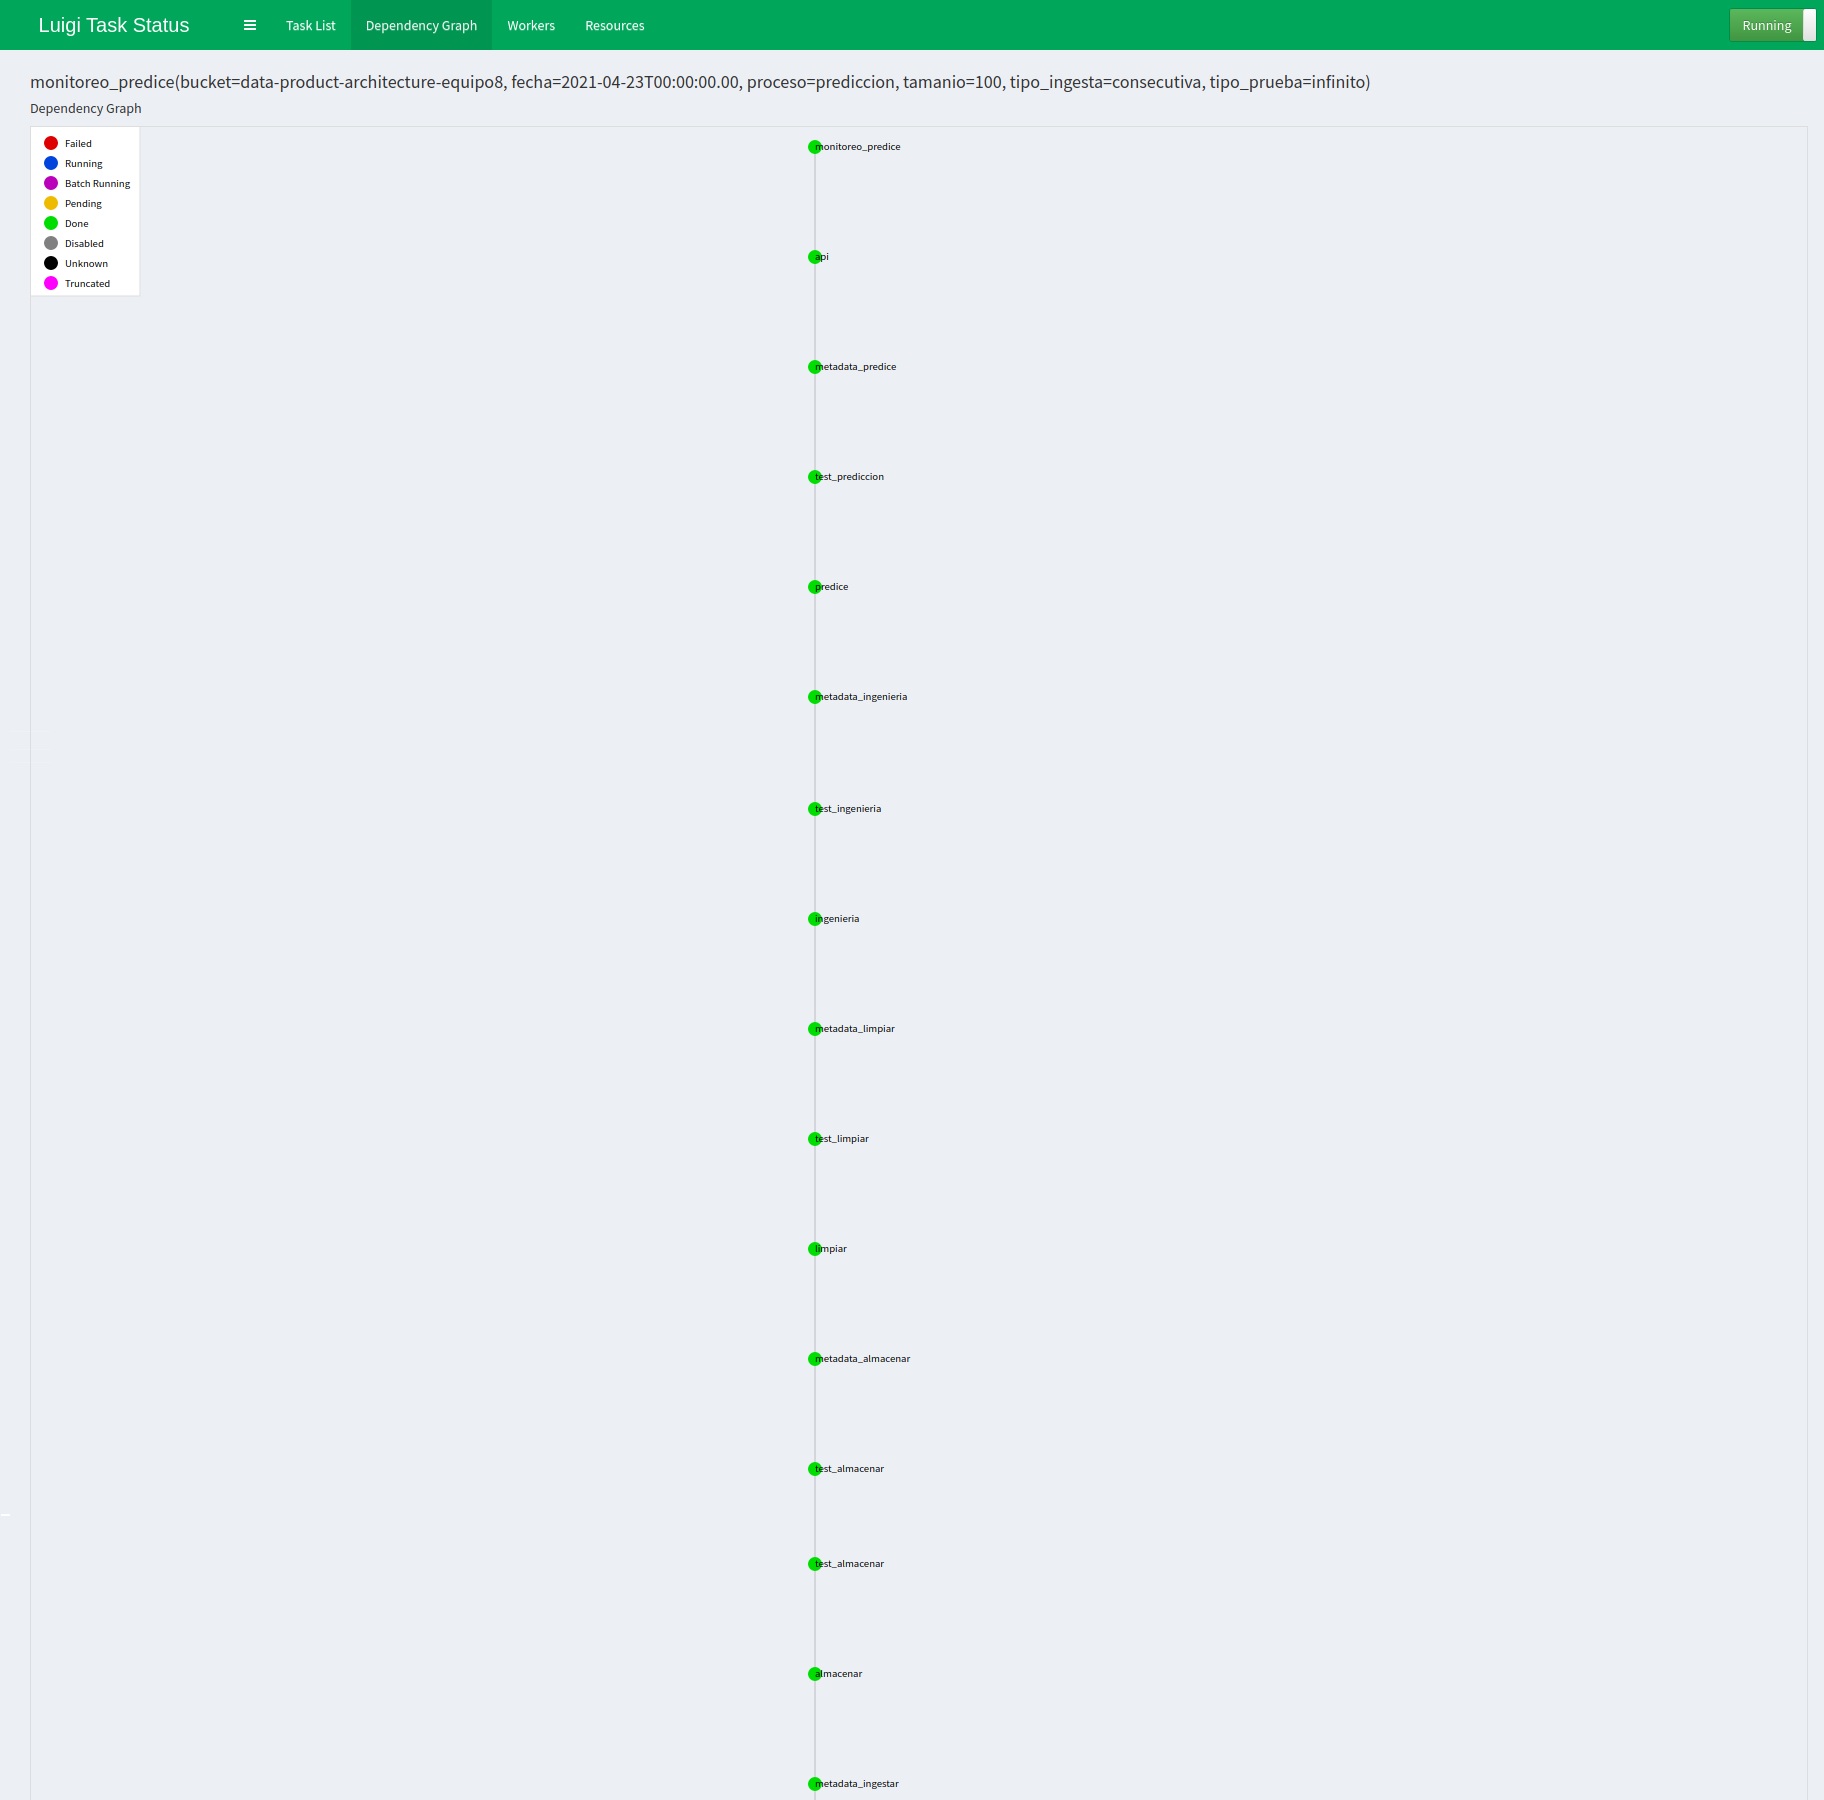 Luigi Task Status
Task List
Dependency Graph
Workers
Resources
Running
monitoreo_predice(bucket=data-product-architecture-equipo8, fecha=2021-04-23T00:00:00.00, proceso=prediccion, tamanio=100, tipo_ingesta=consecutiva, tipo_prueba=infinito)
Dependency Graph
Failed
Running
Batch Running
Pending
Done
Disabled
Unknown
Truncated
monitoreo_predice
api
metadata_predice
test_prediccion
predice
metadata_ingenieria
test_ingenieria
ingenieria
metadata_limpiar
test_limpiar
limpiar
metadata_almacenar
test_almacenar
test_almacenar
almacenar
metadata_ingestar